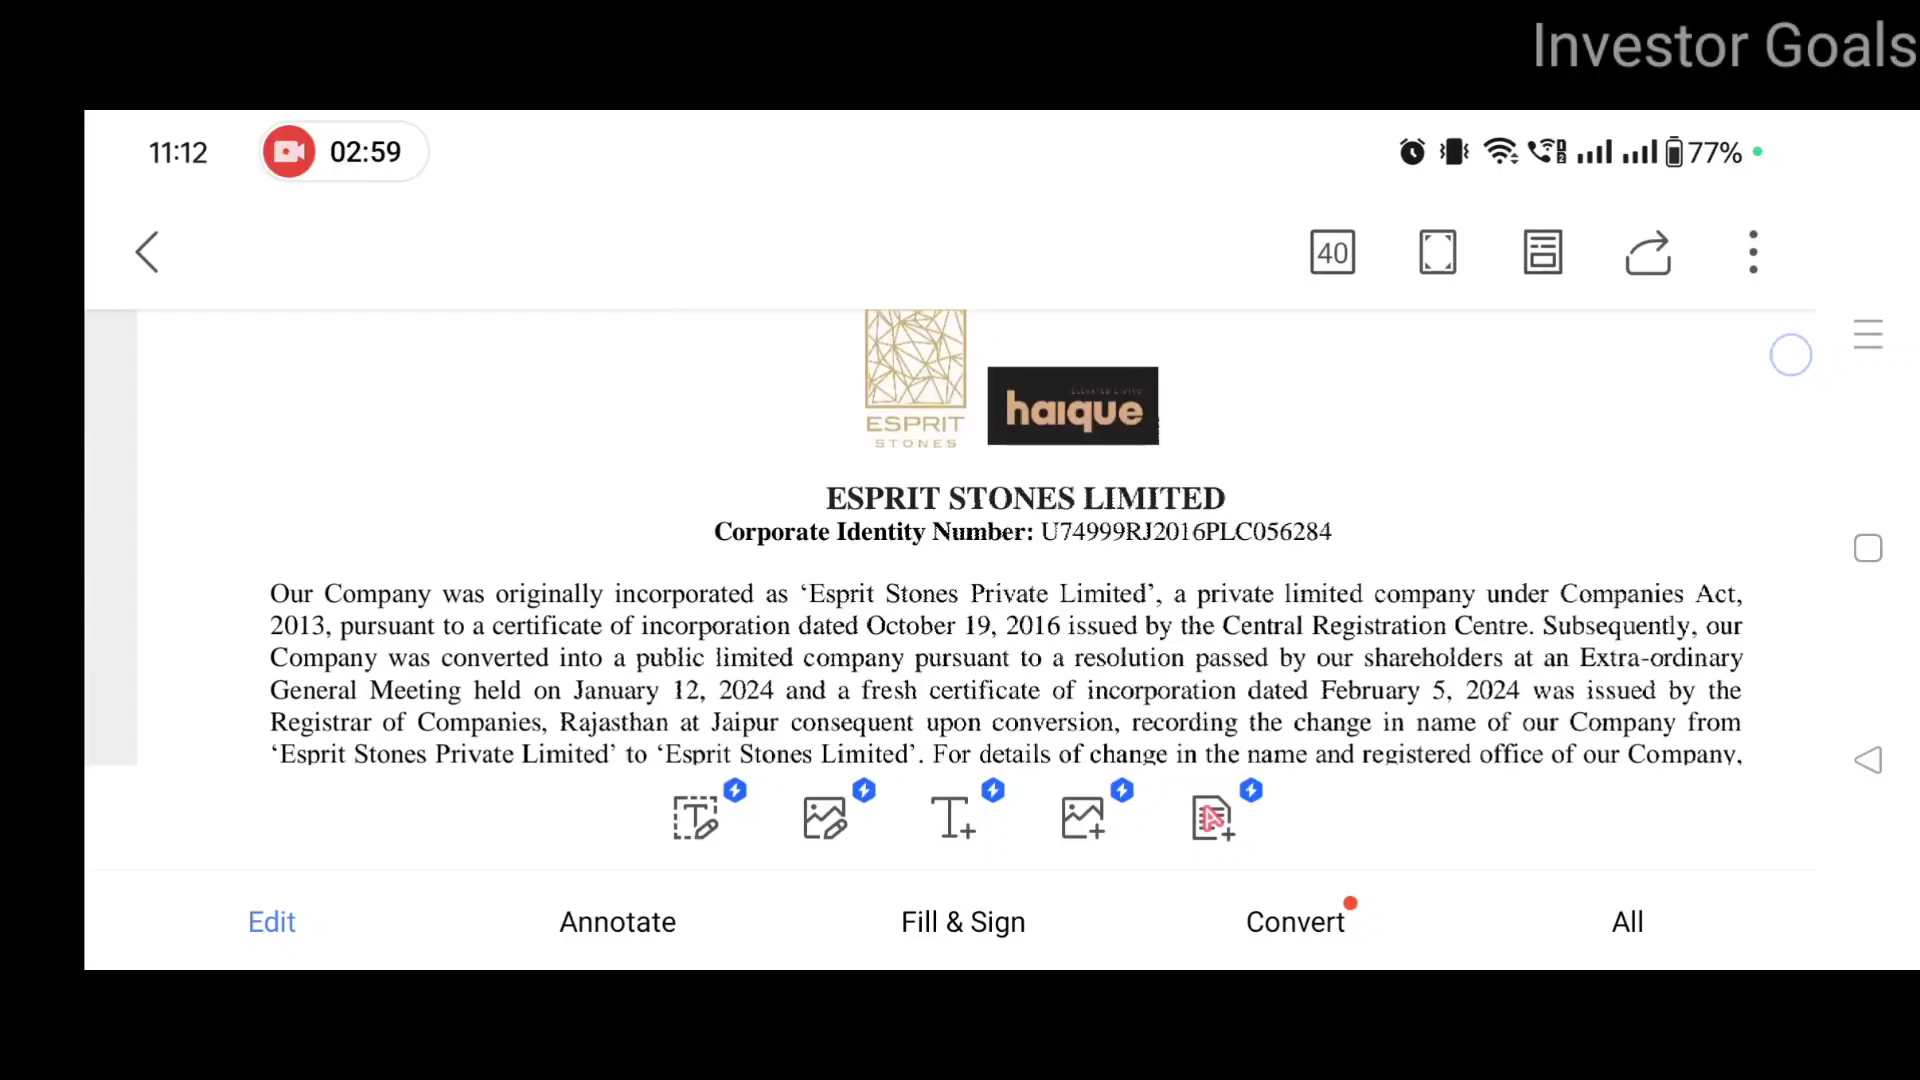 Investor Goals
11:12
02:59
77%
40
ESPRIT
STONES
ELEVATED LIVING
haique
ESPRIT STONES LIMITED
Corporate Identity Number: U74999RJ2016PLC056284
Our Company was originally incorporated as ‘Esprit Stones Private Limited’, a private limited company under Companies Act,
2013, pursuant to a certificate of incorporation dated October 19, 2016 issued by the Central Registration Centre. Subsequently, our
Company was converted into a public limited company pursuant to a resolution passed by our shareholders at an Extra-ordinary
General Meeting held on January 12, 2024 and a fresh certificate of incorporation dated February 5, 2024 was issued by the
Registrar of Companies, Rajasthan at Jaipur consequent upon conversion, recording the change in name of our Company from
‘Esprit Stones Private Limited’ to ‘Esprit Stones Limited’. For details of change in the name and registered office of our Company,
Edit
Annotate
Fill & Sign
Convert
All